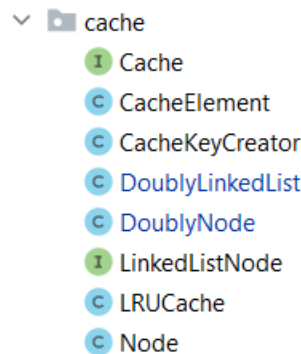 cache
I Cache
C CacheElement
C CacheKeyCreator
C DoublyLinkedList
C DoublyNode
I LinkedListNode
C LRUCache
C Node